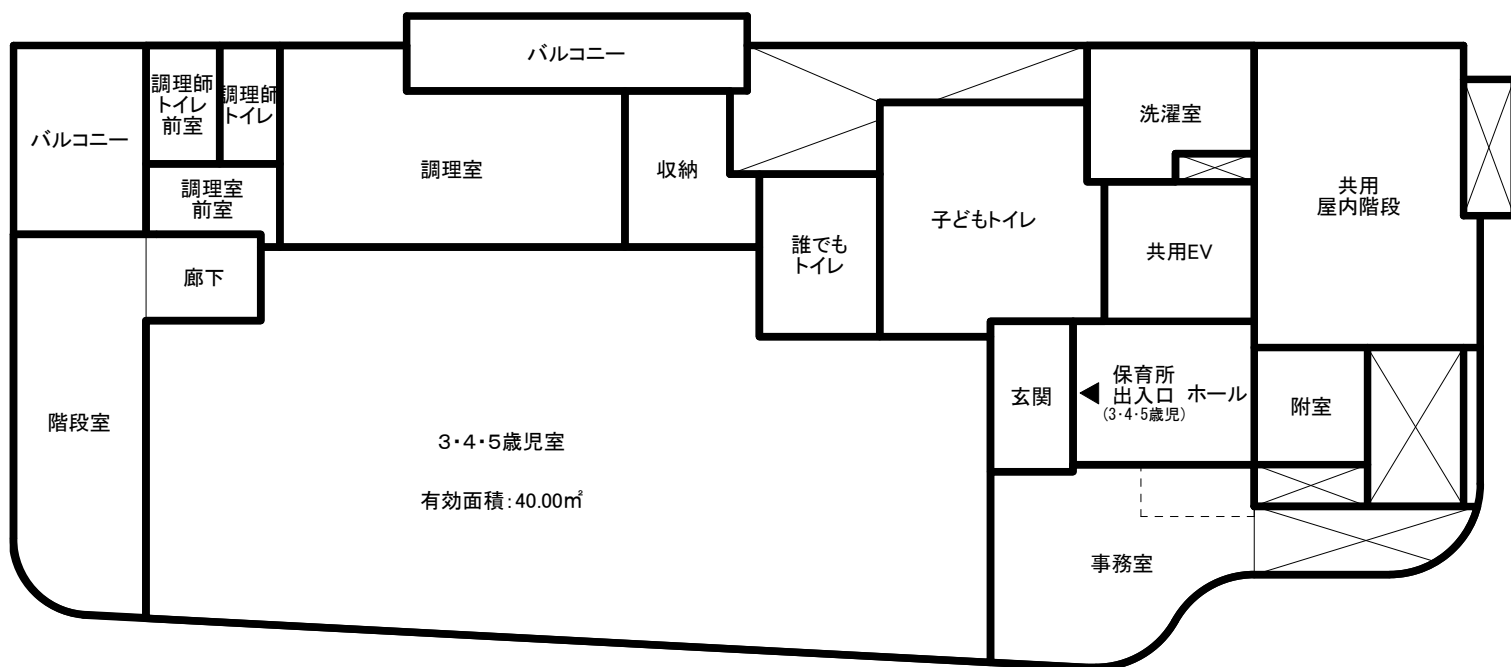 バルコニー
バルコニー
調理師
トイレ
前室
調理師
トイレ
調理室
前室
調理室
収納
洗濯室
共用
屋内階段
子どもトイレ
誰でも
トイレ
共用EV
廊下
階段室
玄関
保育所
出入口
(3・4・5歳児)
ホール
附室
3・4・5歳児室
有効面積:40.00㎡
事務室